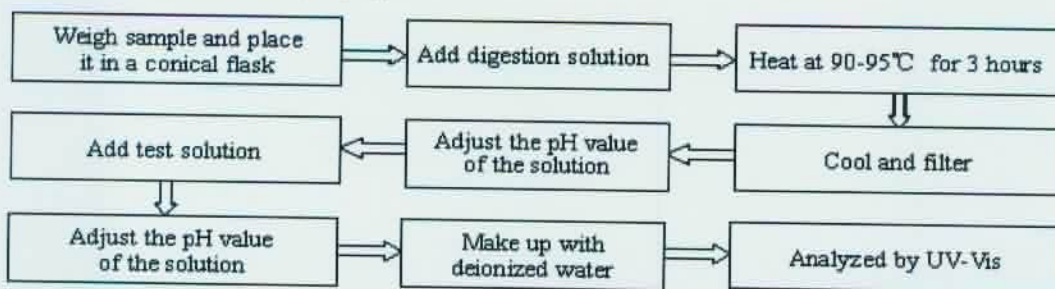 Weigh sample and place
it in a conical flask
Add digestion solution
Heat at 90-95℃ for 3 hours
Cool and filter
Adjust the pH value
of the solution
Add test solution
Adjust the pH value
of the solution
Make up with
deionized water
Analyzed by UV-Vis